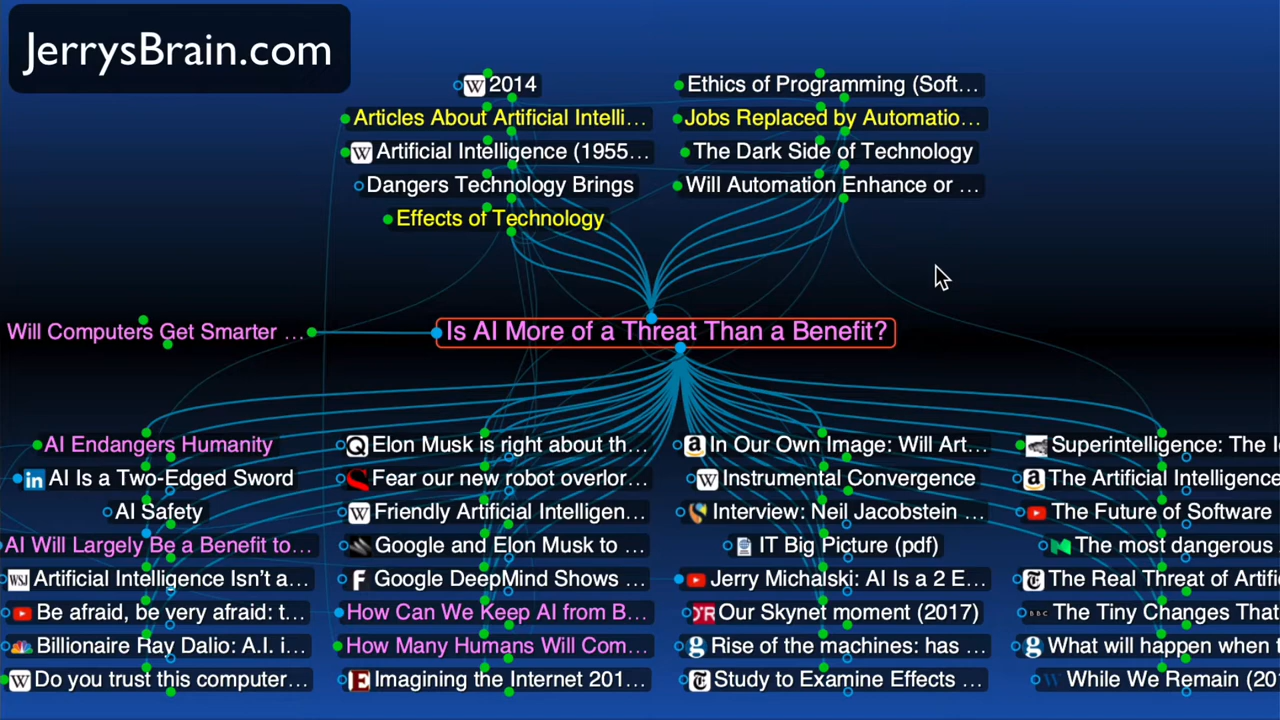 JerrysBrain.com
2014
Articles About Artificial Intelli...
Artificial Intelligence (1955...
Dangers Technology Brings
Effects of Technology
Ethics of Programming (Soft...
Jobs Replaced by Automatio...
The Dark Side of Technology
Will Automation Enhance or ...
Will Computers Get Smarter ...
Is AI More of a Threat Than a Benefit?
AI Endangers Humanity
AI Is a Two-Edged Sword
AI Safety
AI Will Largely Be a Benefit to...
Artificial Intelligence Isn't a...
Be afraid, be very afraid: t...
Billionaire Ray Dalio: A.I. i...
Do you trust this computer...
Elon Musk is right about th...
Fear our new robot overlor...
Friendly Artificial Intelligen...
Google and Elon Musk to ...
Google DeepMind Shows ...
How Can We Keep AI from B...
How Many Humans Will Com...
Imagining the Internet 201...
In Our Own Image: Will Art...
Instrumental Convergence
Interview: Neil Jacobstein ...
IT Big Picture (pdf)
Jerry Michalski: AI Is a 2 E...
Our Skynet moment (2017)
Rise of the machines: has ...
Study to Examine Effects ...
Superintelligence: The I
The Artificial Intelligence
The Future of Software
The most dangerous
The Real Threat of Artifi
The Tiny Changes That
What will happen when t
While We Remain (20